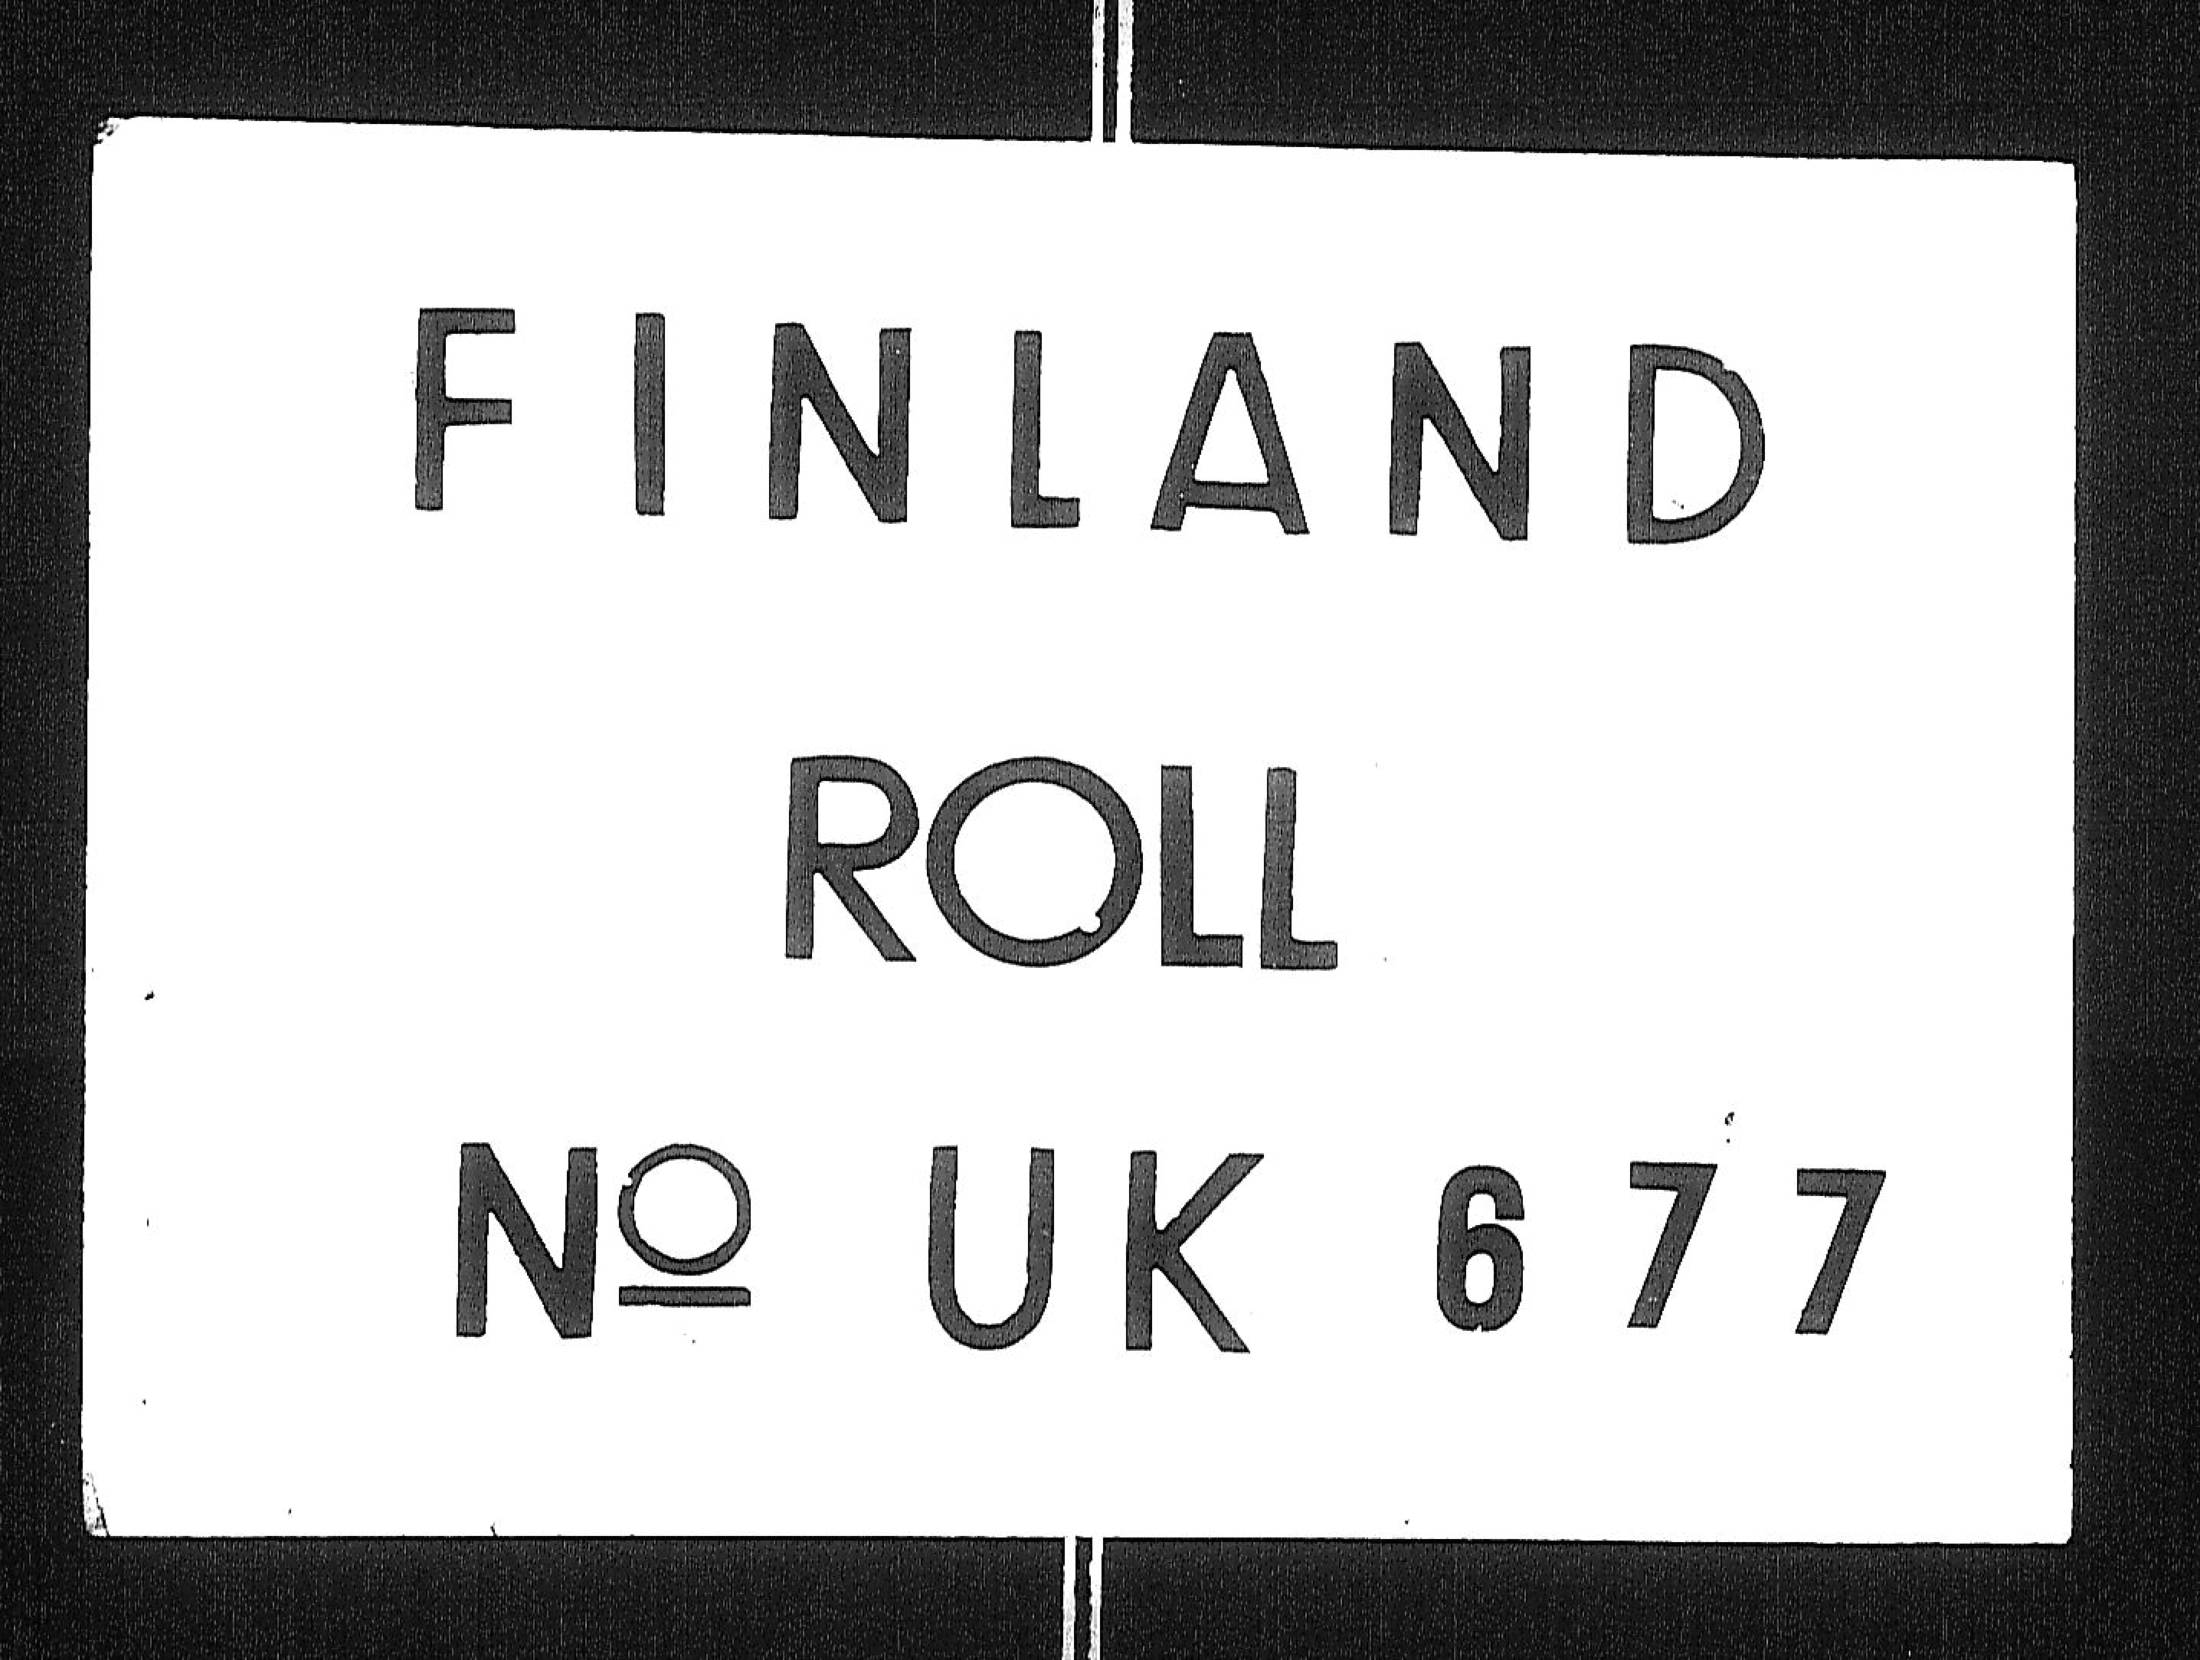 FINLAND
ROLL
Nº UK 677